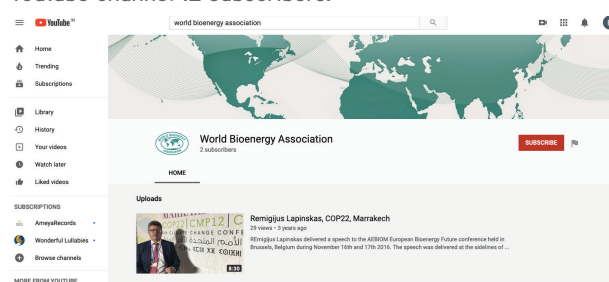 YouTube channel :2 subscribers.
YouTube IN
world bioenergy association
Home
Trending
Subscriptions
Library
History
Your videos
Watch later
Liked videos
SUBSCRIPTIONS
AmeyaRecords
Wonderful Lullabies
Browse channels
MORE FROM YOUTUBE
World Bioenergy Association
2 subscribers
SUBSCRIBE
HOME
Uploads
COP22 CMP12
CLIMATE CHANGE CONFE
8:30
Remigijus Lapinskas, COP22, Marrakech
29 views • 3 years ago
REmigijus Lapinskas delivered a speech to the AEBIOM European Bioenergy Future conference held in
Brussels, Belgium during November 16th and 17th 2016. The speech was delivered at the sidelines of ...